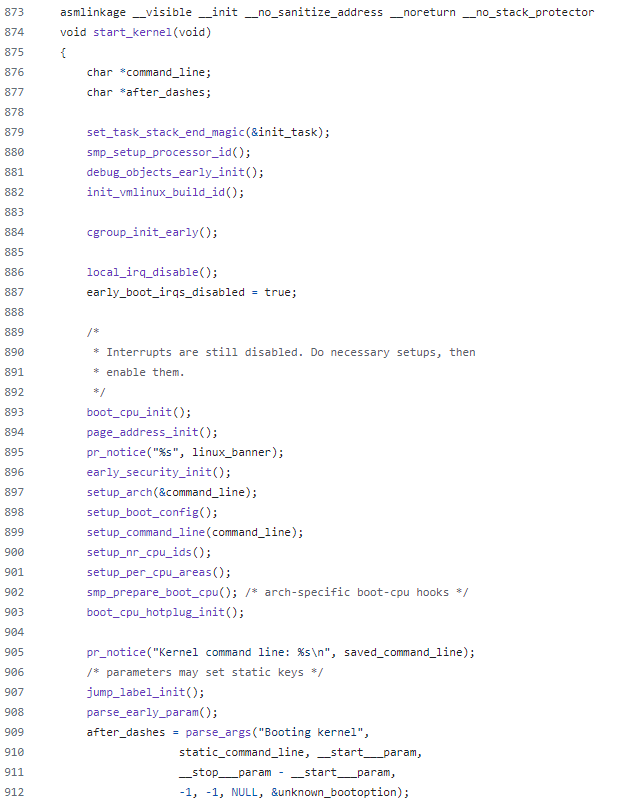 873 asmlinkage __visible __init __no_sanitize_address __noreturn __no_stack_protector
874 void start_kernel(void)
875 {
876     char *command_line;
877     char *after_dashes;
878
879     set_task_stack_end_magic(&init_task);
880     smp_setup_processor_id();
881     debug_objects_early_init();
882     init_vmlinux_build_id();
883
884     cgroup_init_early();
885
886     local_irq_disable();
887     early_boot_irqs_disabled = true;
888
889     /*
890      * Interrupts are still disabled. Do necessary setups, then
891      * enable them.
892      */
893     boot_cpu_init();
894     page_address_init();
895     pr_notice("%s", linux_banner);
896     early_security_init();
897     setup_arch(&command_line);
898     setup_boot_config();
899     setup_command_line(command_line);
900     setup_nr_cpu_ids();
901     setup_per_cpu_areas();
902     smp_prepare_boot_cpu(); /* arch-specific boot-cpu hooks */
903     boot_cpu_hotplug_init();
904
905     pr_notice("Kernel command line: %s\n", saved_command_line);
906     /* parameters may set static keys */
907     jump_label_init();
908     parse_early_param();
909     after_dashes = parse_args("Booting kernel",
910                   static_command_line, __start___param,
911                   __stop___param - __start___param,
912                   -1, -1, NULL, &unknown_bootoption);